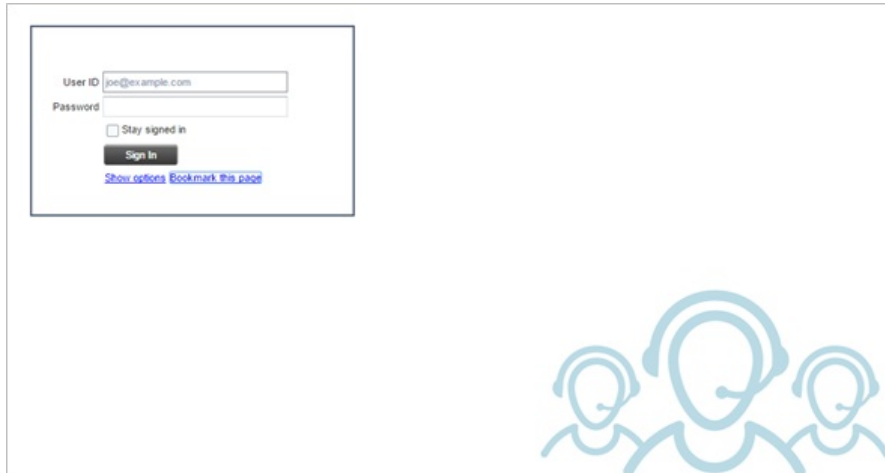 User ID joe@example.com
Password
Stay signed in
Sign In
Show options Bookmark this page